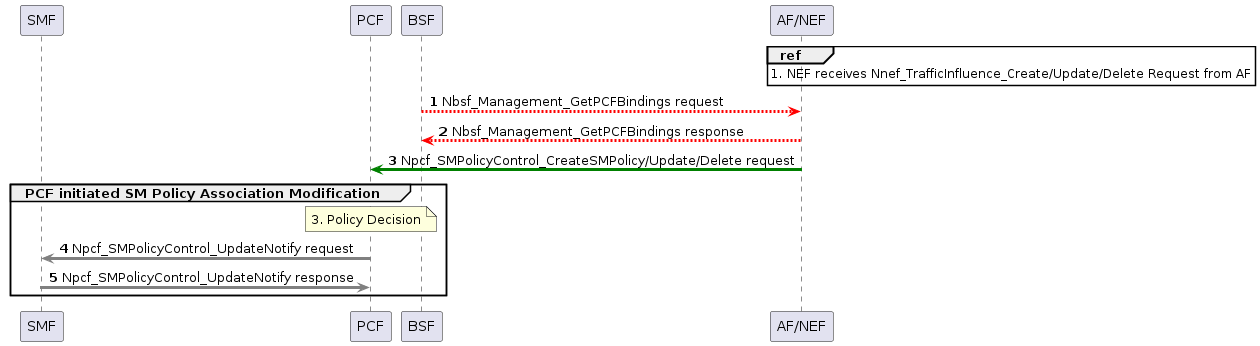 SMF PCF BSF AF/NEF
ref
1. NEF receives Nnef_TrafficInfluence_Create/Update/Delete Request from AF
1 Nbsf_Management_GetPCFBindings request
2 Nbsf_Management_GetPCFBindings response
3 Npcf_SMPolicyControl_CreateSMPolicy/Update/Delete request
PCF initiated SM Policy Association Modification
3. Policy Decision
4 Npcf_SMPolicyControl_UpdateNotify request
5 Npcf_SMPolicyControl_UpdateNotify response
SMF PCF BSF AF/NEF